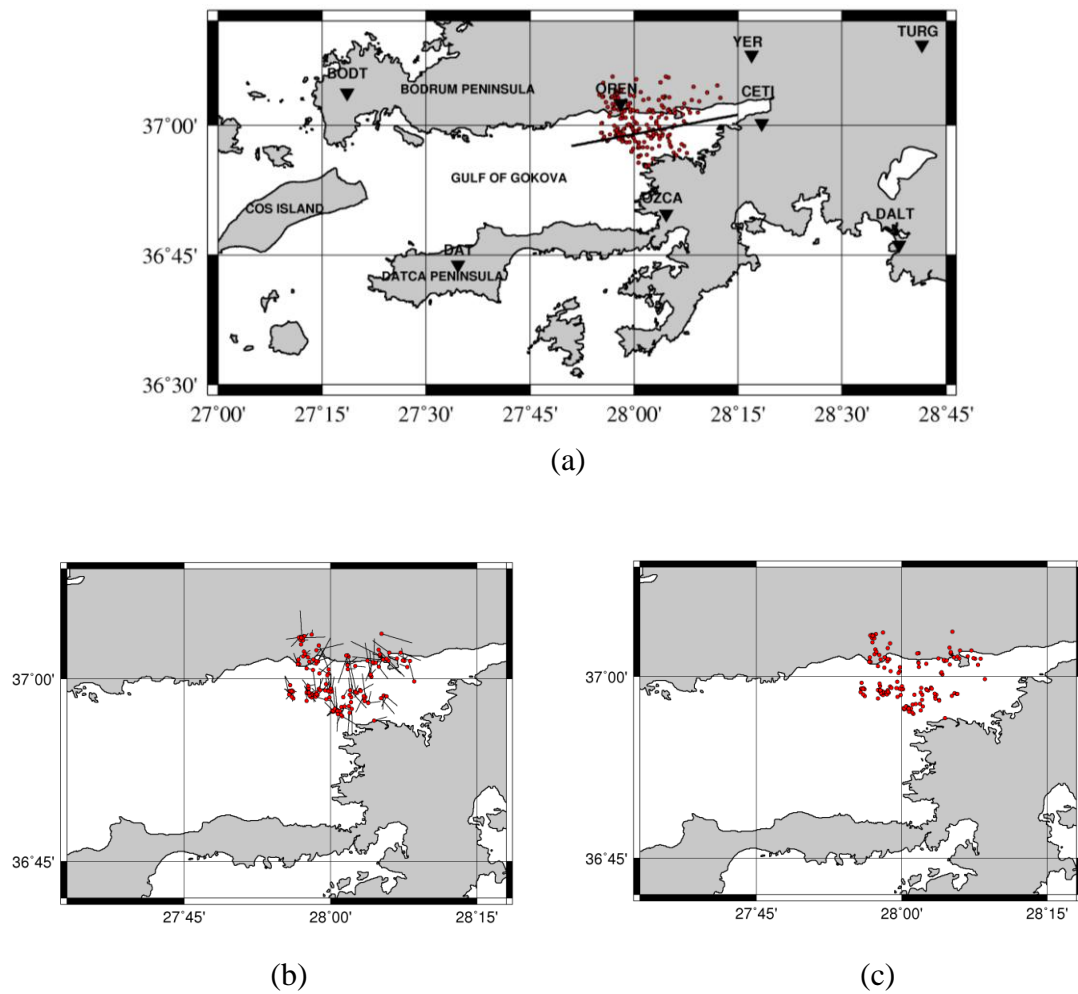 TURG
YER
BODT
BODRUM PENINSULA
OREN
CETI
37°00'
GULF OF GOKOVA
COS ISLAND
OZCA
DALT
DAT
36°45'
DATCA PENINSULA
36°30'
27°00' 27°15' 27°30' 27°45' 28°00' 28°15' 28°30' 28°45'
(a)
37°00' 37°00'
36°45' 36°45'
27°45' 28°00' 28°15' 27°45' 28°00' 28°15'
(b) (c)